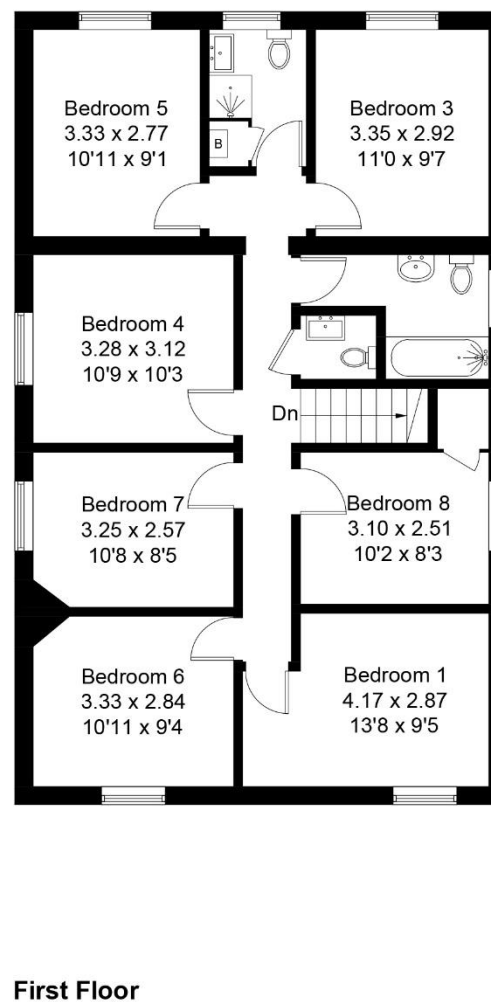 Bedroom 5
3.33 x 2.77
10'11 x 9'1
Bedroom 3
3.35 x 2.92
11'0 x 9'7
B
Bedroom 4
3.28 x 3.12
10'9 x 10'3
Dn
Bedroom 7
3.25 x 2.57
10'8 x 8'5
Bedroom 8
3.10 x 2.51
10'2 x 8'3
Bedroom 6
3.33 x 2.84
10'11 x 9'4
Bedroom 1
4.17 x 2.87
13'8 x 9'5
First Floor